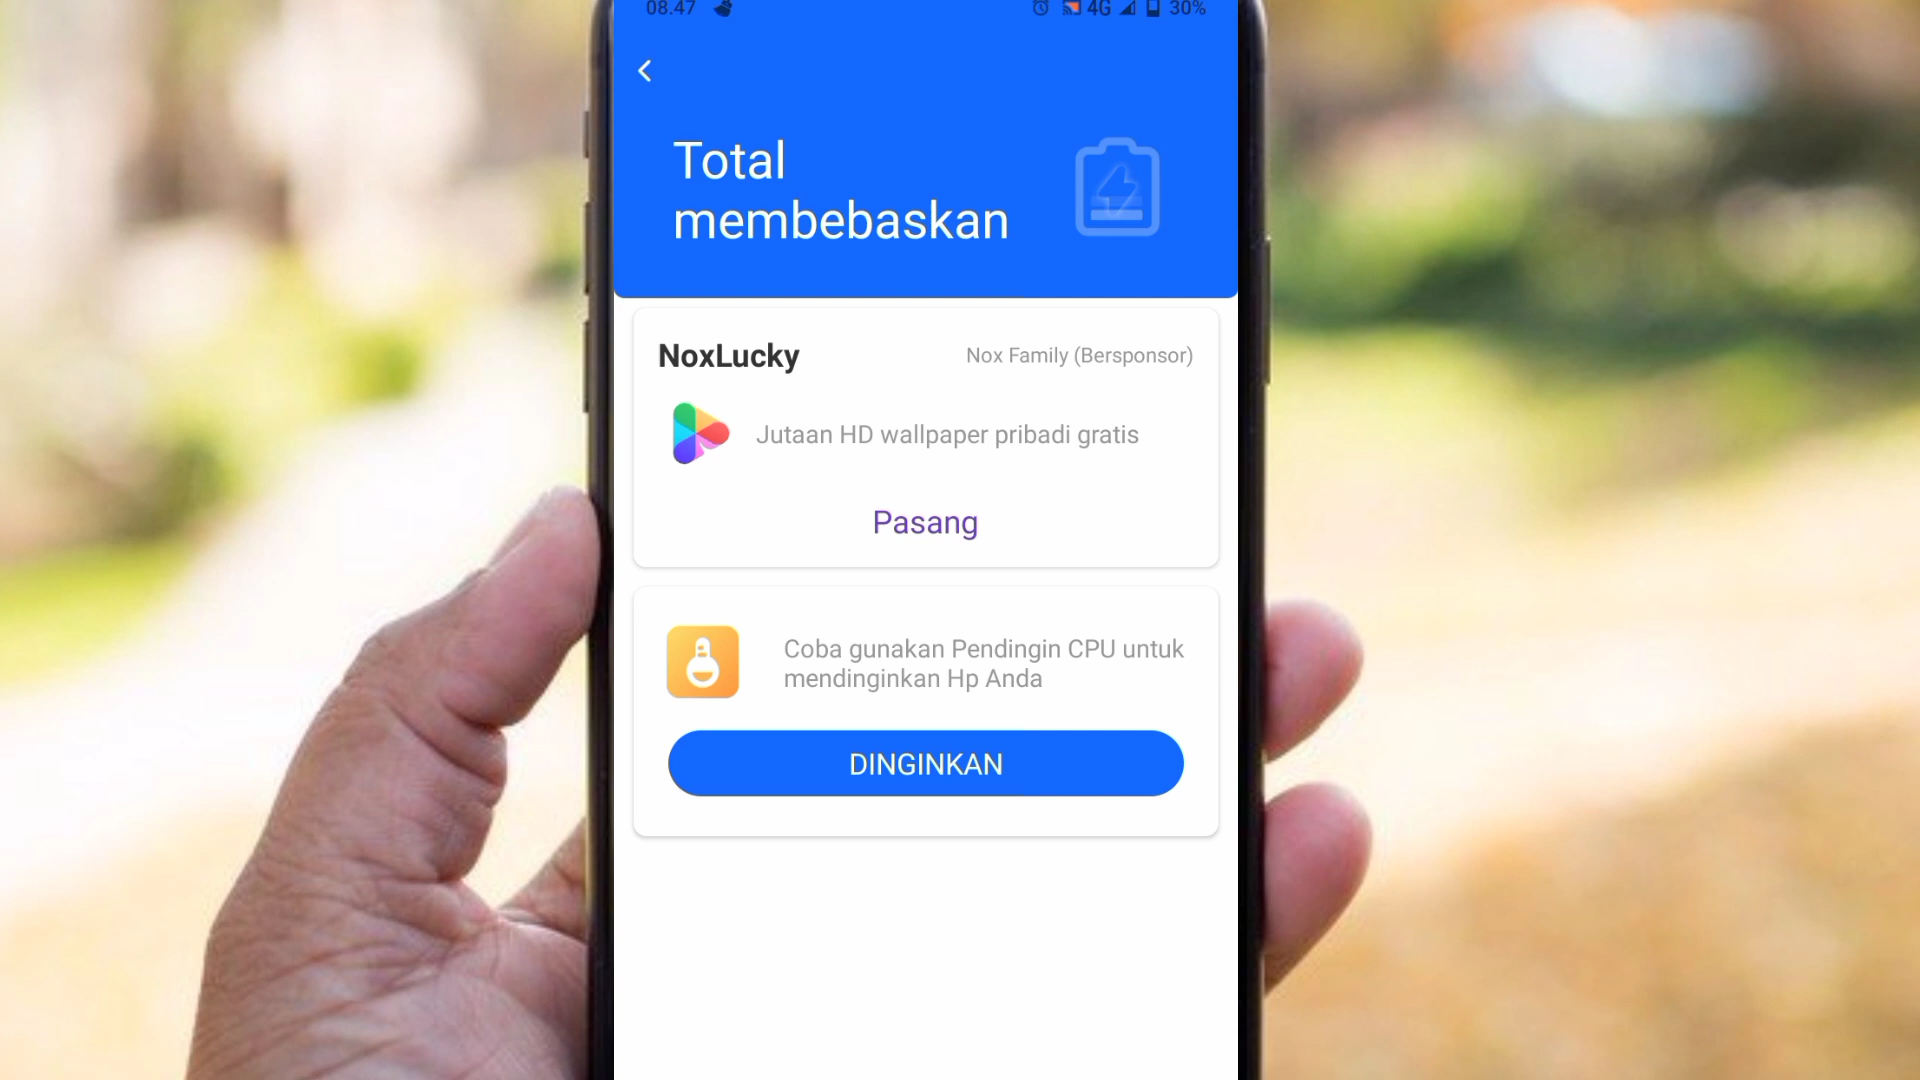 08.47
4G
30%
Total
membebaskan
NoxLucky
Nox Family (Bersponsor)
Jutaan HD wallpaper pribadi gratis
Pasang
Coba gunakan Pendingin CPU untuk
mendinginkan Hp Anda
DINGINKAN